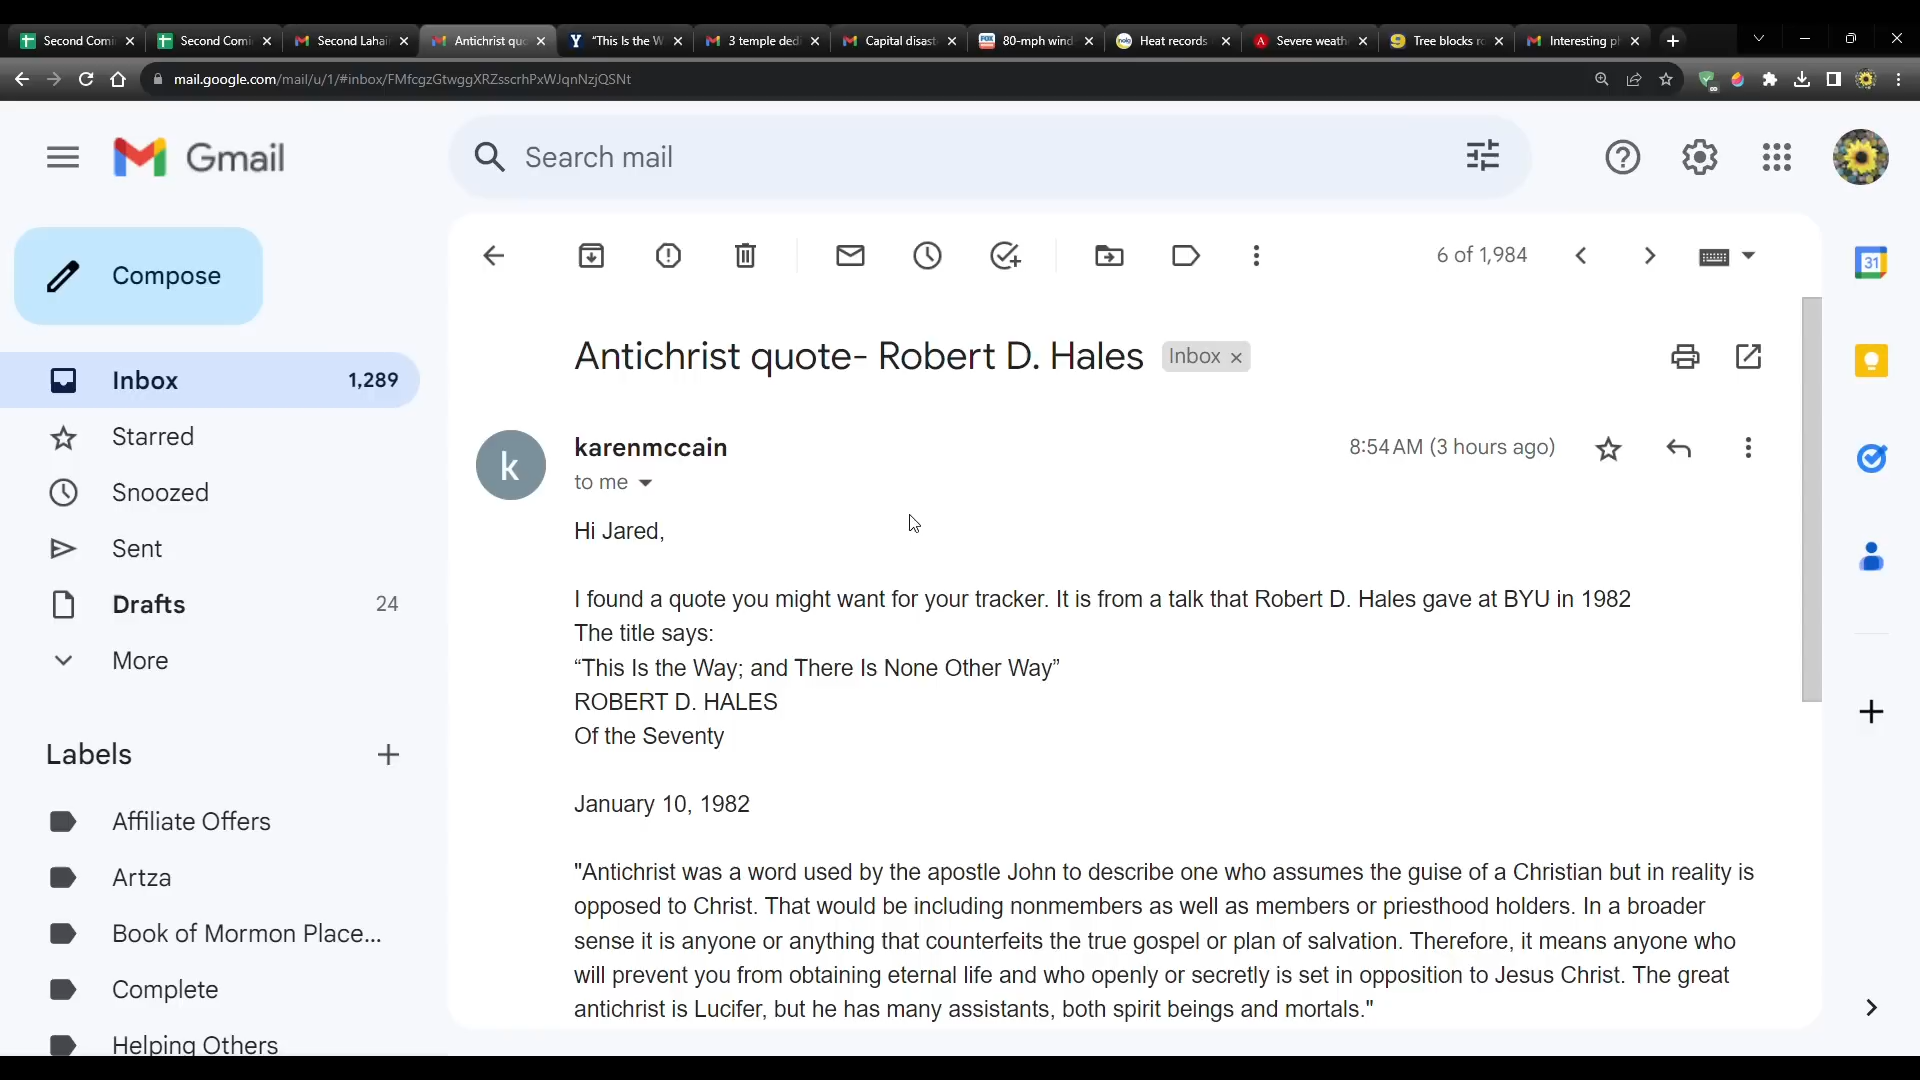 Second Comi
Second Comi
Second Lahai
Antichrist qu
"This Is the W
3 temple dedi
Capital disast
80-mph wind
Heat records
Severe weath
Tree blocks r
Interesting p
mail.google.com/mail/u/1/#inbox/FMfcgzGtwggXRZsscrhPxWJqnNzjQSNt
Gmail
Search mail
Compose
6 of 1,984
31
Inbox 1,289
Starred
Snoozed
Sent
Drafts 24
More
Labels
Affiliate Offers
Artza
Book of Mormon Place...
Complete
Helping Others
Antichrist quote- Robert D. Hales Inbox
k
karenmccain
8:54 AM (3 hours ago)
to me
Hi Jared,
I found a quote you might want for your tracker. It is from a talk that Robert D. Hales gave at BYU in 1982
The title says:
“This Is the Way; and There Is None Other Way”
ROBERT D. HALES
Of the Seventy
January 10, 1982
"Antichrist was a word used by the apostle John to describe one who assumes the guise of a Christian but in reality is
opposed to Christ. That would be including nonmembers as well as members or priesthood holders. In a broader
sense it is anyone or anything that counterfeits the true gospel or plan of salvation. Therefore, it means anyone who
will prevent you from obtaining eternal life and who openly or secretly is set in opposition to Jesus Christ. The great
antichrist is Lucifer, but he has many assistants, both spirit beings and mortals."